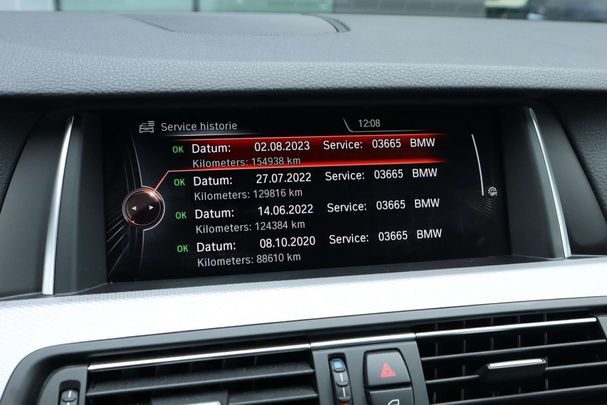 Service historie 12:08
OK Datum: 02.08.2023 Service: 03665 BMW
Kilometers: 154938 km
OK Datum: 27.07.2022 Service: 03665 BMW
Kilometers: 129816 km
OK Datum: 14.06.2022 Service: 03665 BMW
Kilometers: 124384 km
OK Datum: 08.10.2020 Service: 03665 BMW
Kilometers: 88610 km